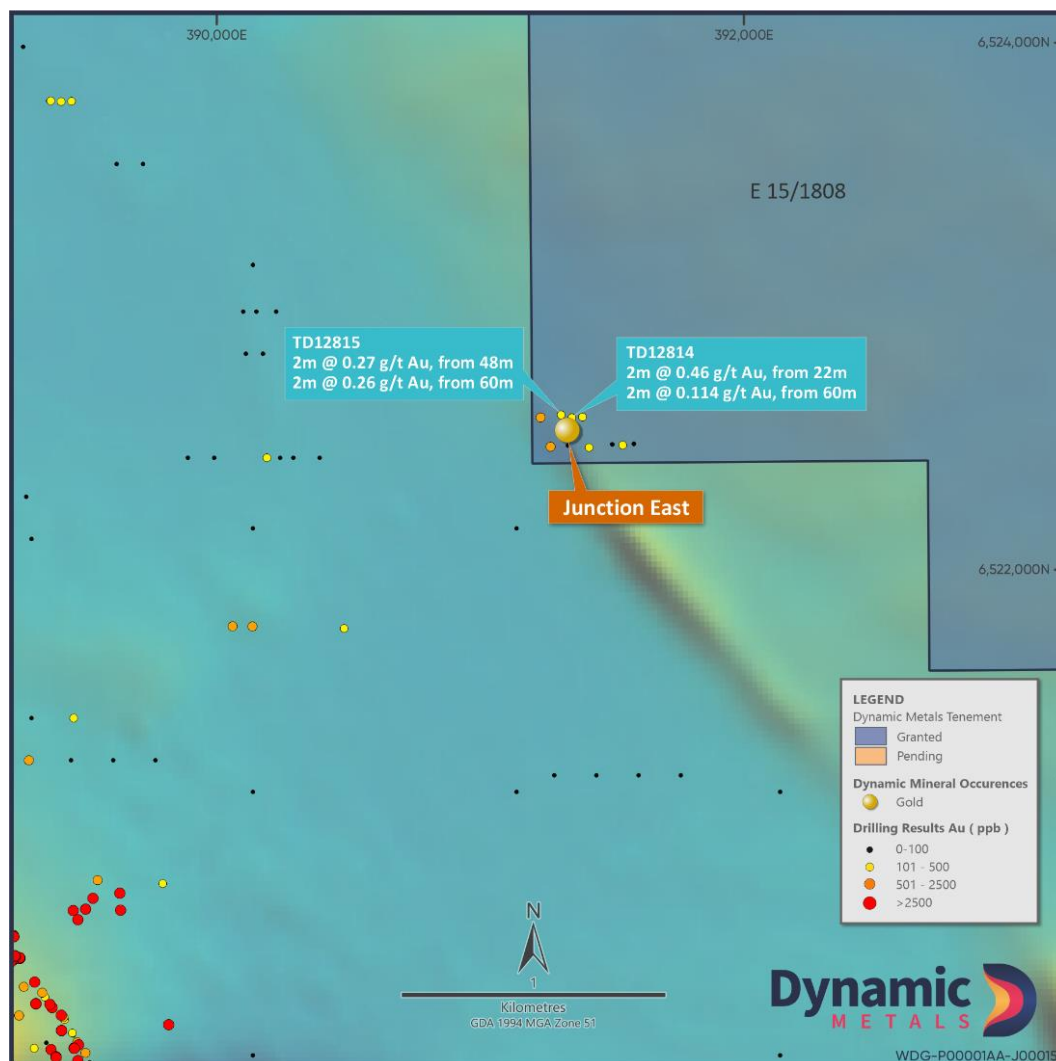 390,000E
392,000E
6,524,000N
E 15/1808
TD12815
2m @ 0.27 g/t Au, from 48m
2m @ 0.26 g/t Au, from 60m
TD12814
2m @ 0.46 g/t Au, from 22m
2m @ 0.114 g/t Au, from 60m
Junction East
6,522,000N
LEGEND
Dynamic Metals Tenement
Granted
Pending
Dynamic Mineral Occurences
Gold
Drilling Results Au ( ppb )
0-100
101 - 500
501 - 2500
>2500
N
1
Kilometres
GDA 1994 MGA Zone 51
Dynamic
METALS
WDG-P00001AA-J00015